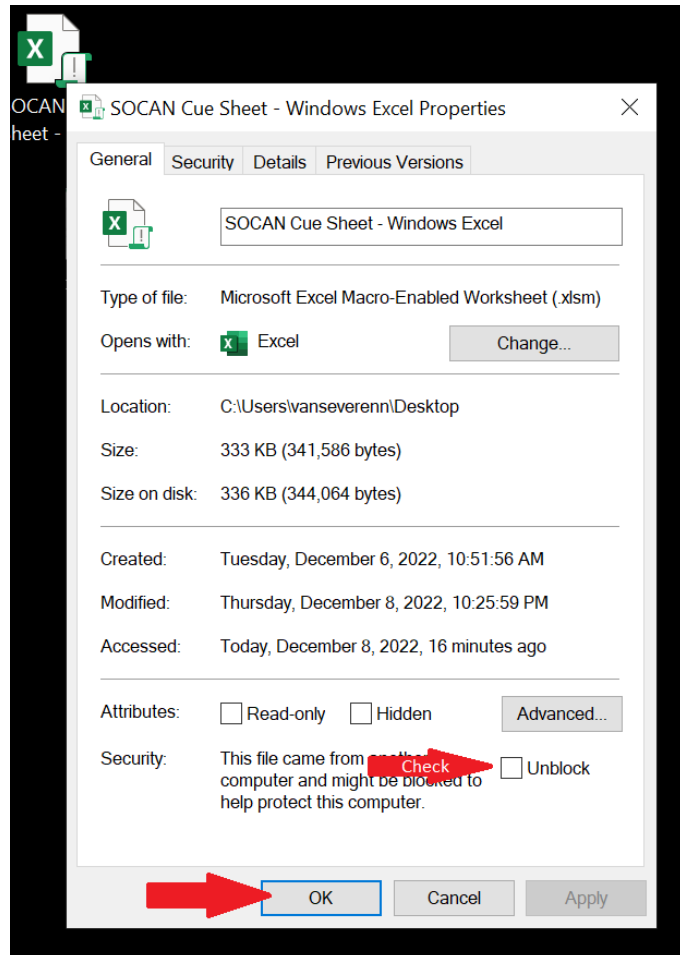 OCAN
heet -
SOCAN Cue Sheet - Windows Excel Properties
General Security Details Previous Versions
SOCAN Cue Sheet - Windows Excel
Type of file: Microsoft Excel Macro-Enabled Worksheet (.xlsm)
Opens with: Excel Change...
Location: C:\Users\vanseverenn\Desktop
Size: 333 KB (341,586 bytes)
Size on disk: 336 KB (344,064 bytes)
Created: Tuesday, December 6, 2022, 10:51:56 AM
Modified: Thursday, December 8, 2022, 10:25:59 PM
Accessed: Today, December 8, 2022, 16 minutes ago
Attributes: Read-only Hidden Advanced...
Security: This file came from another
Check
Unblock
computer and might be blocked to
help protect this computer.
OK Cancel Apply